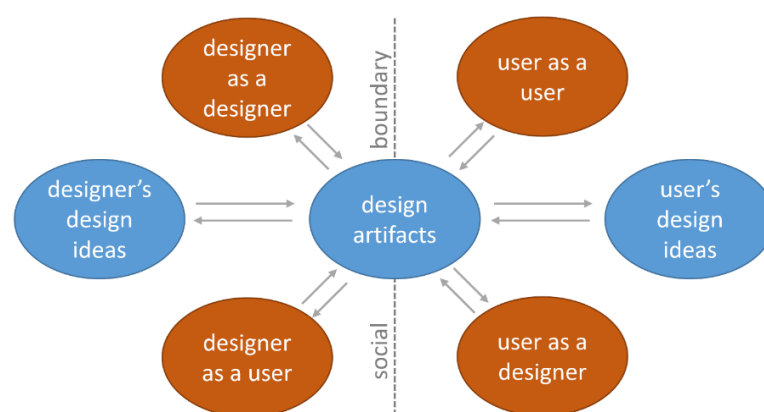 designer
as a
designer
user as a
user
boundary
designer's
design
ideas
design
artifacts
user's
design
ideas
designer
as a user
social
user as a
designer